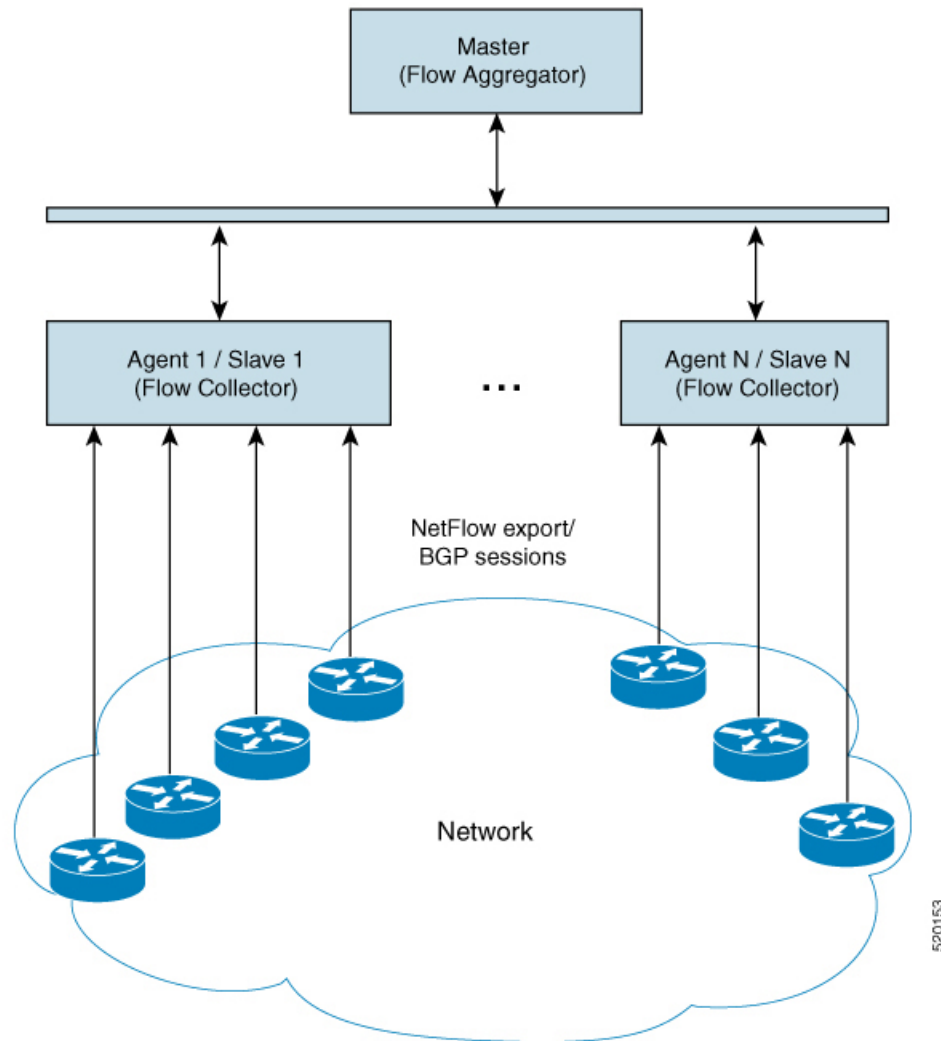 Master
(Flow Aggregator)
Agent 1 / Slave 1
(Flow Collector)
...
Agent N / Slave N
(Flow Collector)
NetFlow export/
BGP sessions
Network
520153